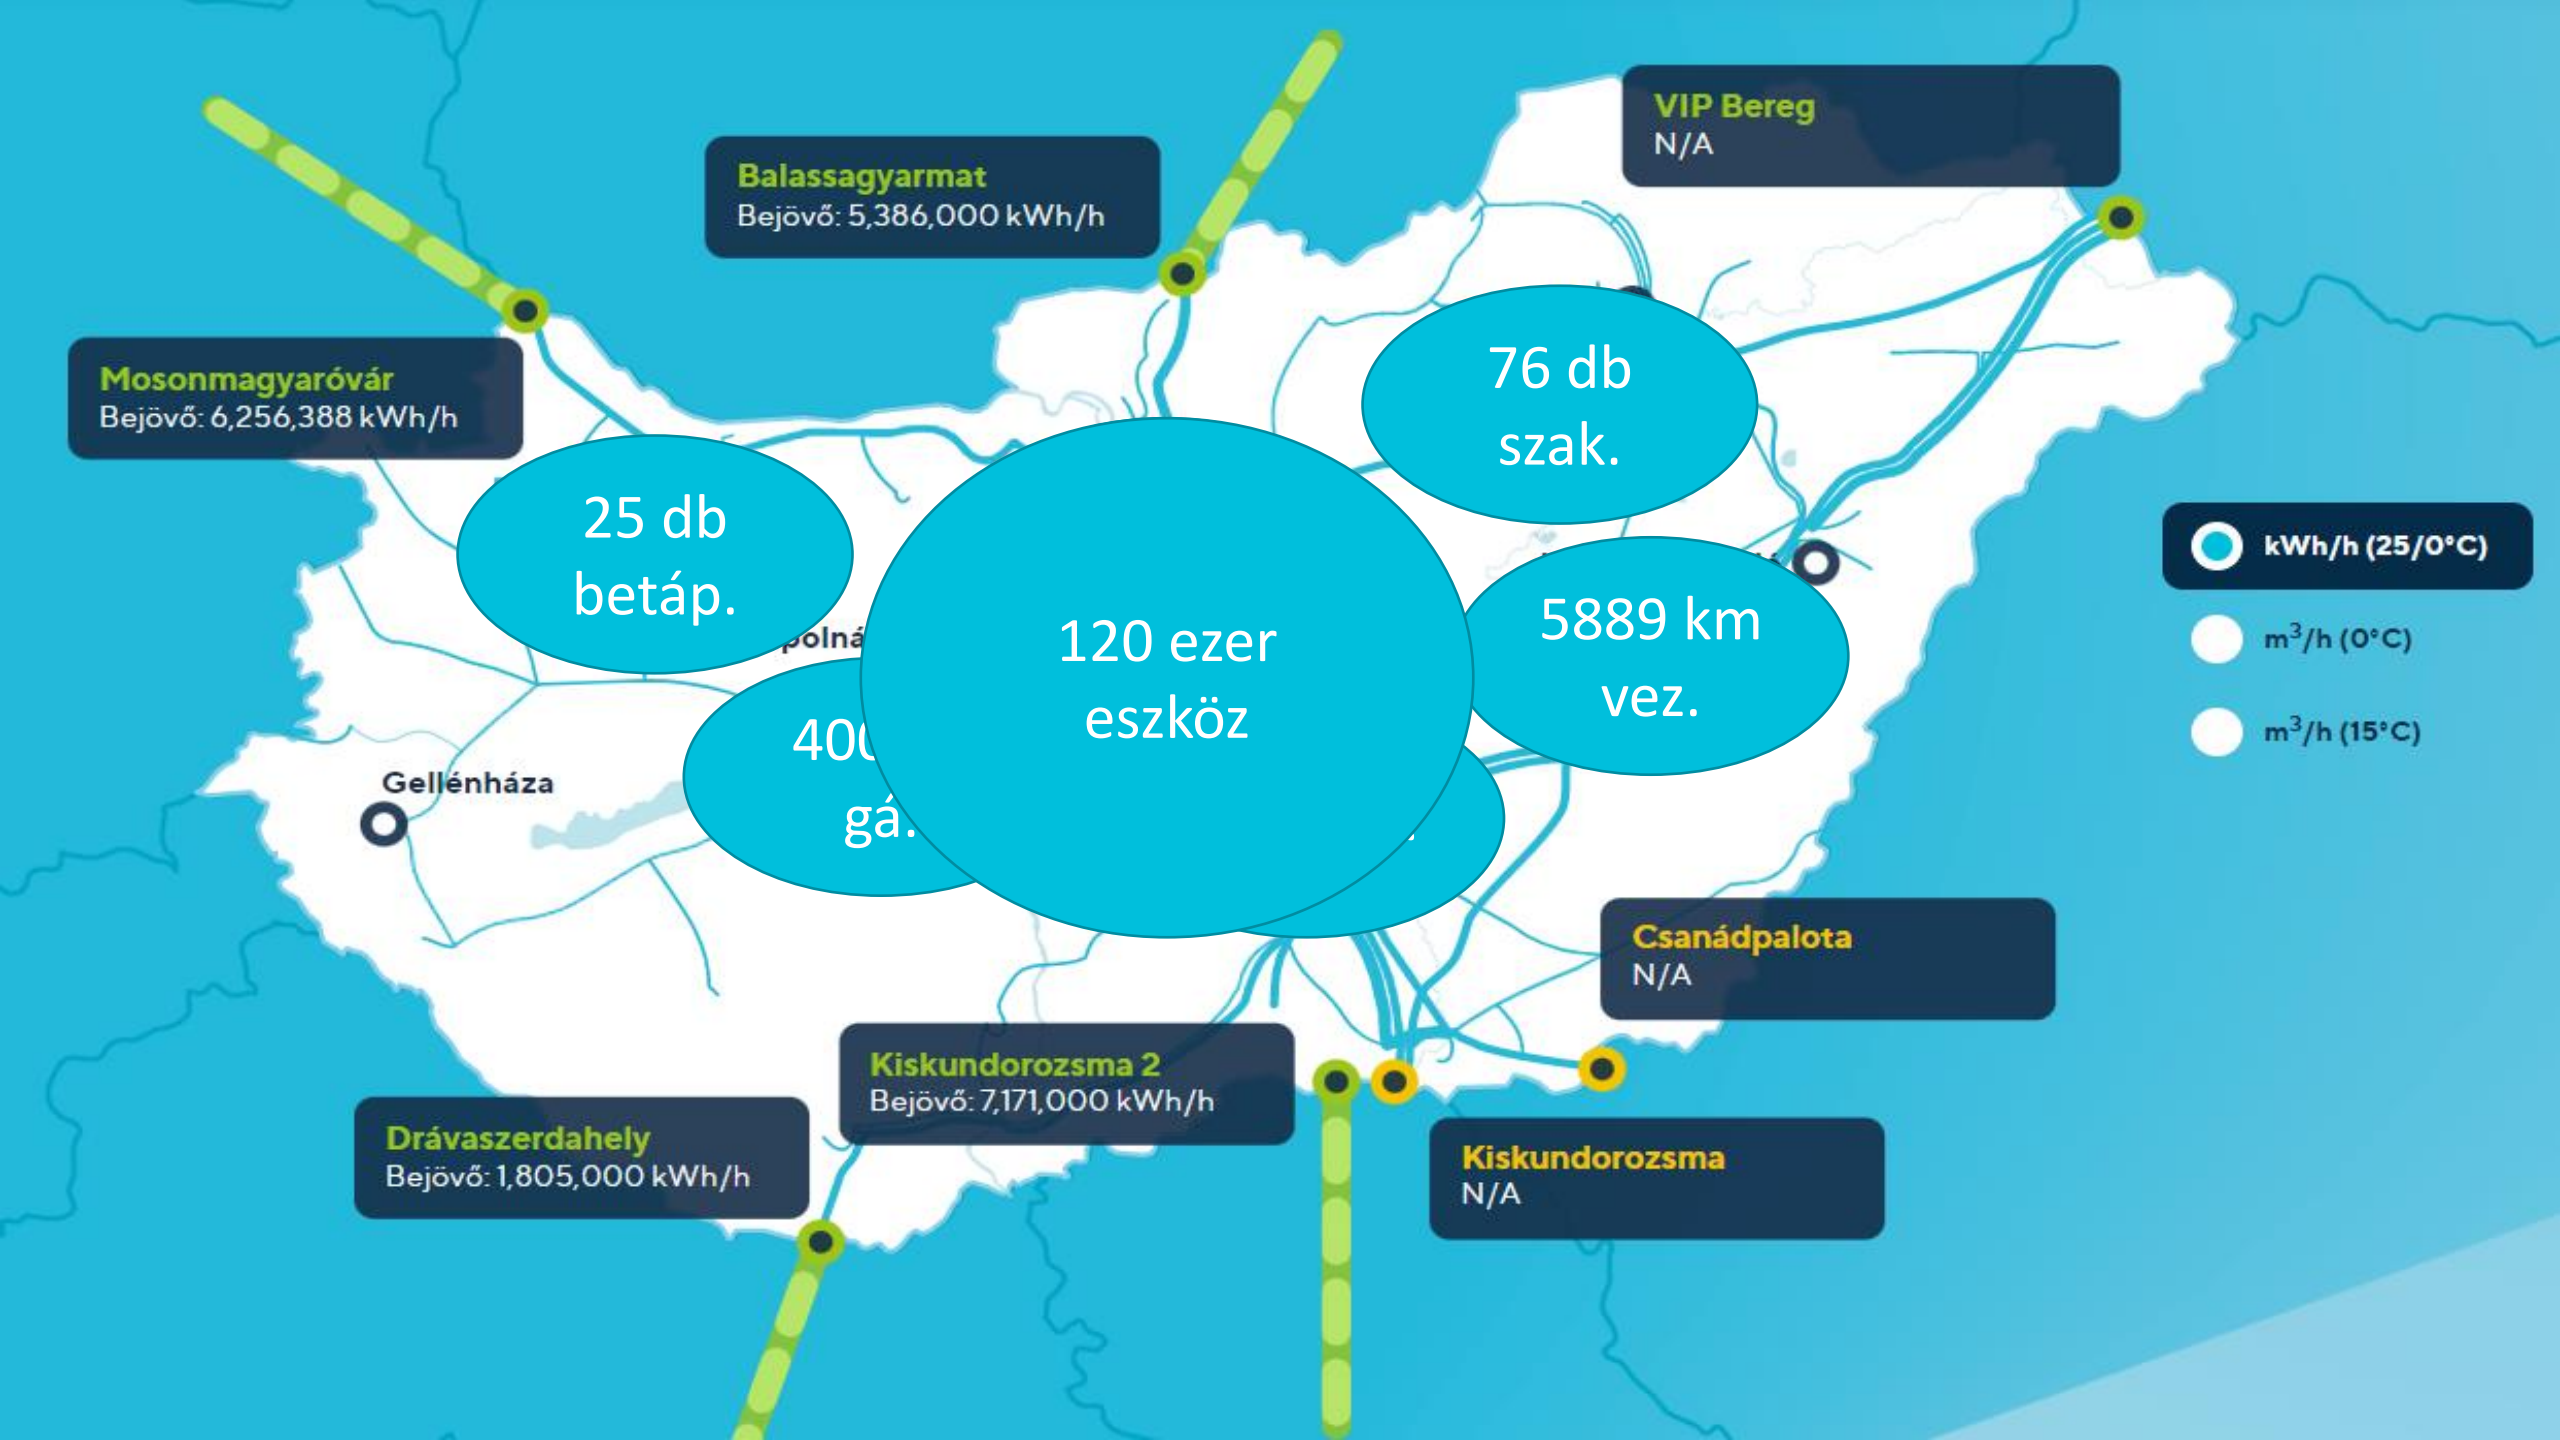 VIP Bereg
N/A
Balassagyarmat
Bejövő: 5,386,000 kWh/h
Mosonmagyaróvár
Bejövő: 6,256,388 kWh/h
76 db
szak.
25 db
betáp.
120 ezer
eszköz
5889 km
vez.
gá.
kWh/h (25/0°C)
m³/h (0°C)
m³/h (15°C)
Gellénháza
Csanádpalota
N/A
Kiskundorozsma 2
Bejövő: 7,171,000 kWh/h
Drávaszerdahely
Bejövő: 1,805,000 kWh/h
Kiskundorozsma
N/A